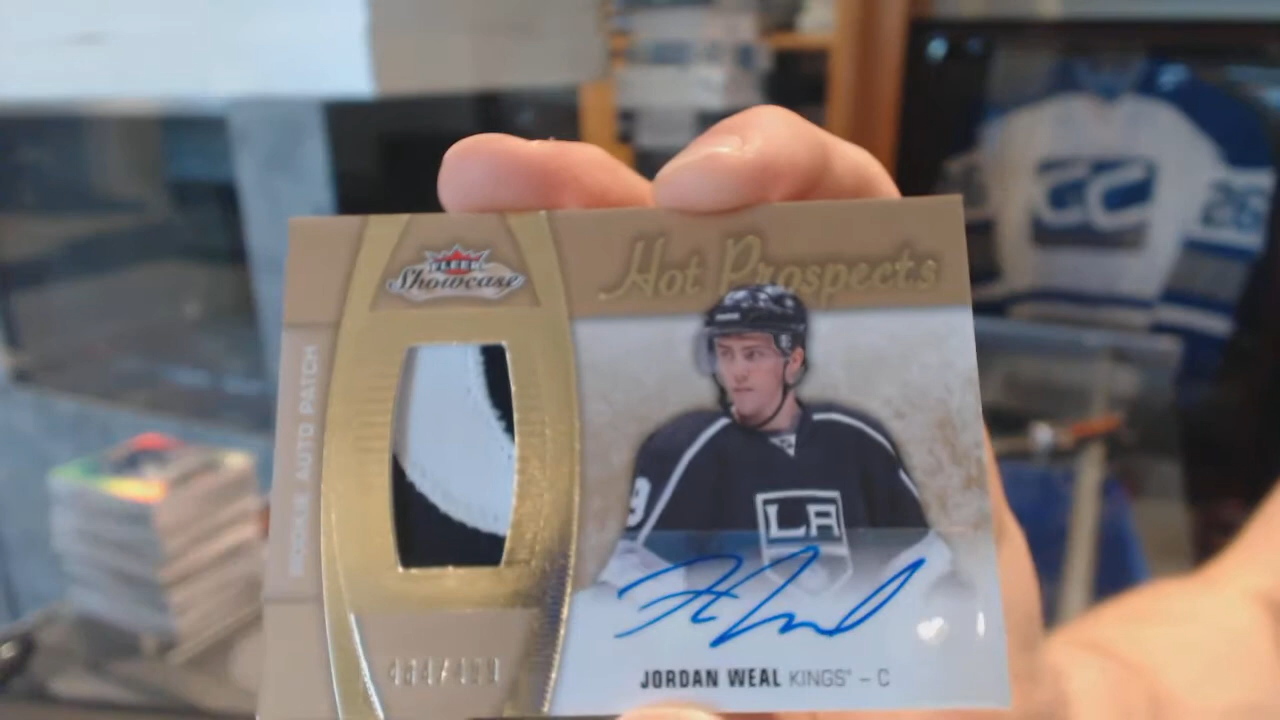 FLEER
Showcase
Hot Prospects
ROOKIE AUTO PATCH
LA
JORDAN WEAL KINGS® – C